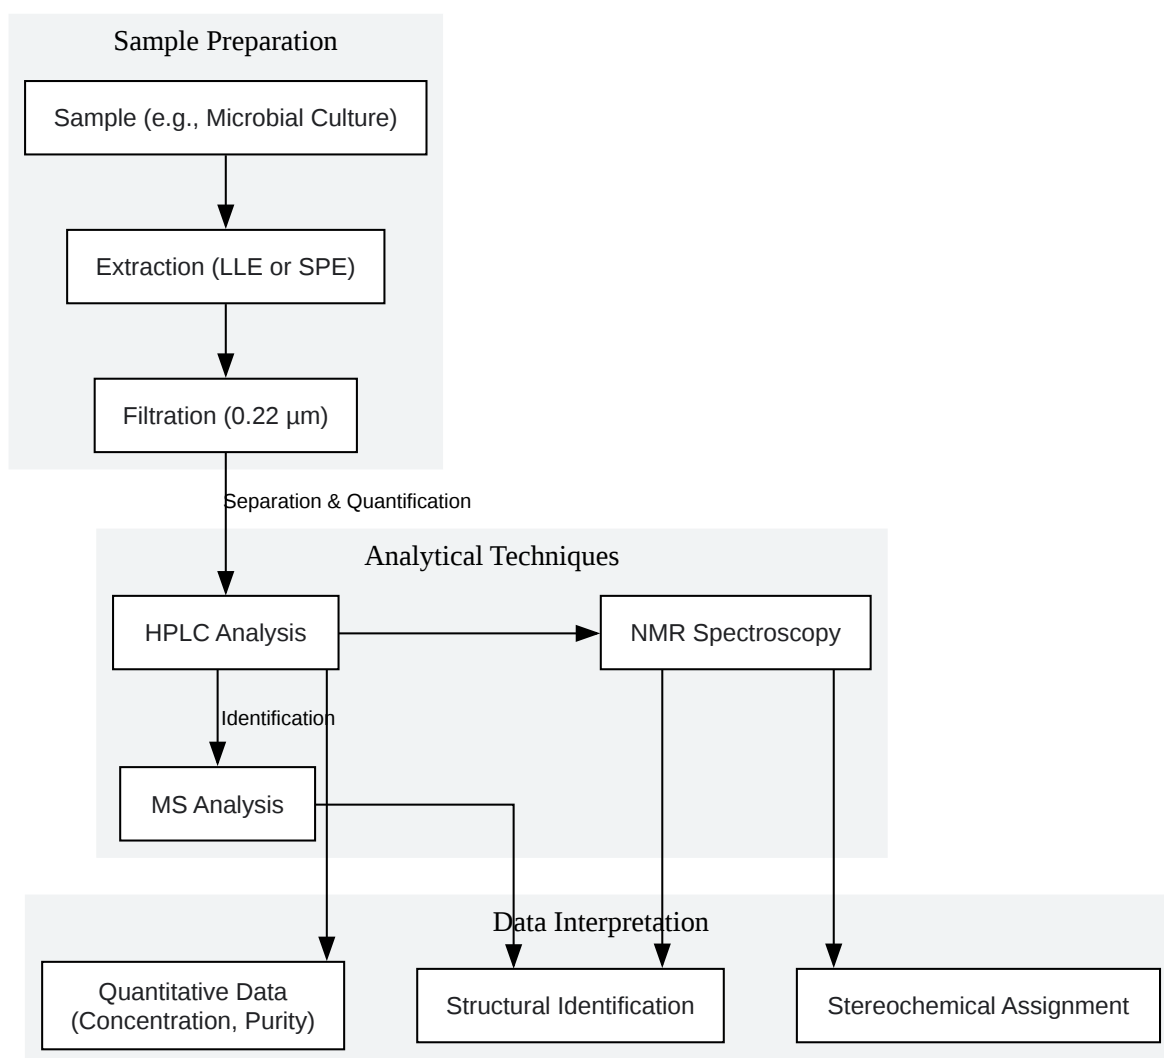 Sample Preparation
Sample (e.g., Microbial Culture)
Extraction (LLE or SPE)
Filtration (0.22 µm)
Separation & Quantification
Analytical Techniques
HPLC Analysis
NMR Spectroscopy
Identification
MS Analysis
Data Interpretation
Quantitative Data
(Concentration, Purity)
Structural Identification
Stereochemical Assignment